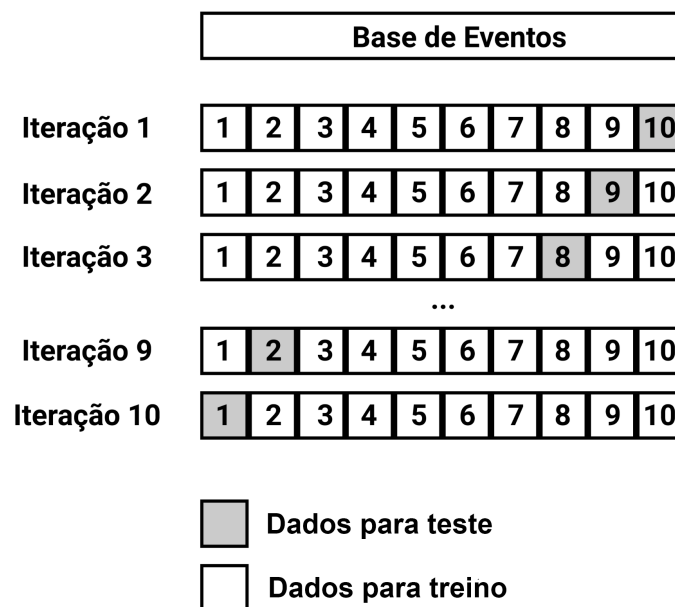 Base de Eventos
Iteração 1 1 2 3 4 5 6 7 8 9 10
Iteração 2 1 2 3 4 5 6 7 8 9 10
Iteração 3 1 2 3 4 5 6 7 8 9 10
...
Iteração 9 1 2 3 4 5 6 7 8 9 10
Iteração 10 1 2 3 4 5 6 7 8 9 10
Dados para teste
Dados para treino